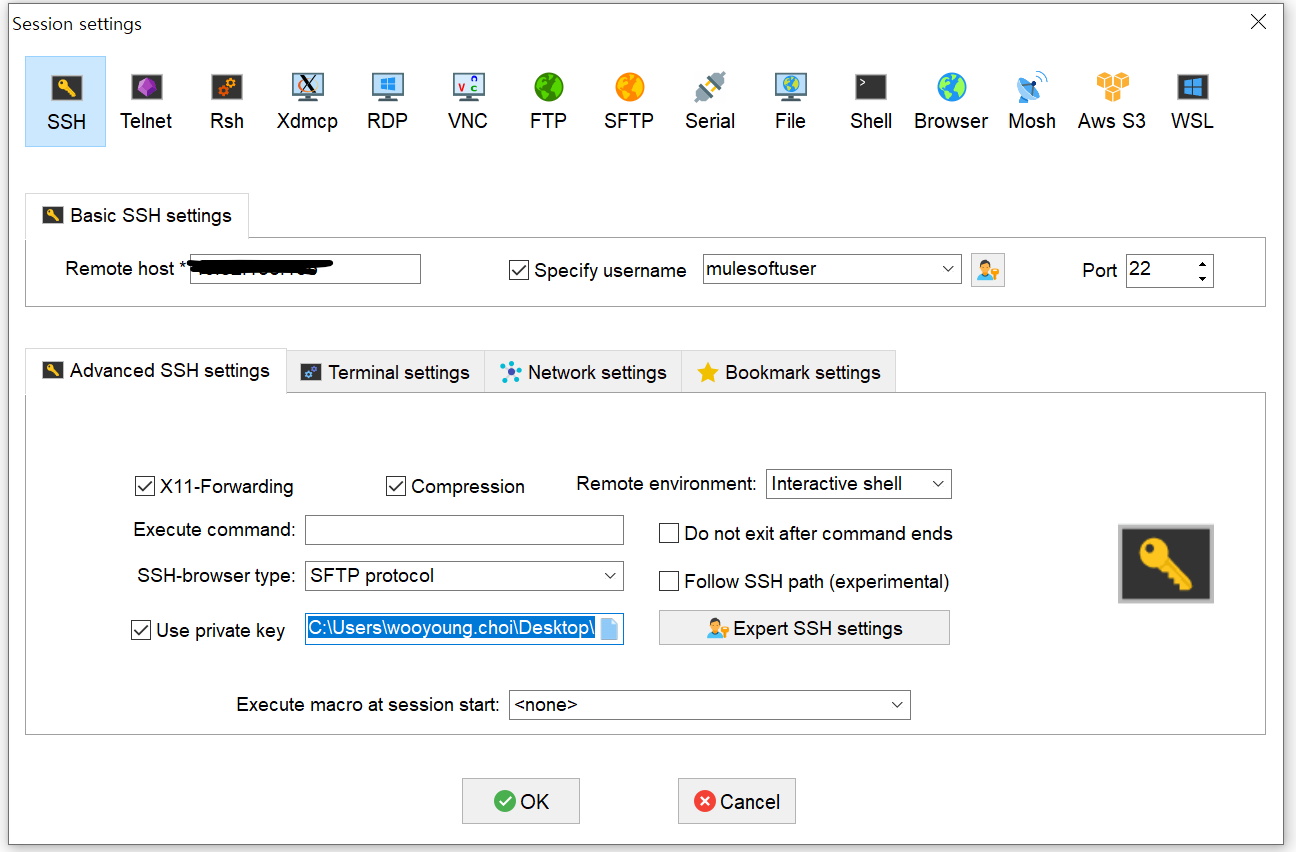 Session settings
SSH Telnet Rsh Xdmcp RDP VNC FTP SFTP Serial File Shell Browser Mosh Aws S3 WSL
Basic SSH settings
Remote host * Specify username mulesoftuser Port 22
Advanced SSH settings Terminal settings Network settings Bookmark settings
X11-Forwarding Compression Remote environment: Interactive shell
Execute command: Do not exit after command ends
SSH-browser type: SFTP protocol Follow SSH path (experimental)
Use private key C:\Users\wooyoung.choi\Desktop\ Expert SSH settings
Execute macro at session start: <none>
OK Cancel